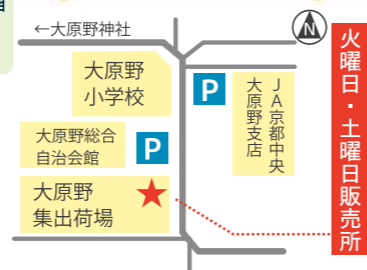 ←大原野神社
N
大原野
小学校
P
JA京都中央
大原野支店
大原野総合
自治会館
P
大原野
集出荷場
火曜日・土曜日販売所